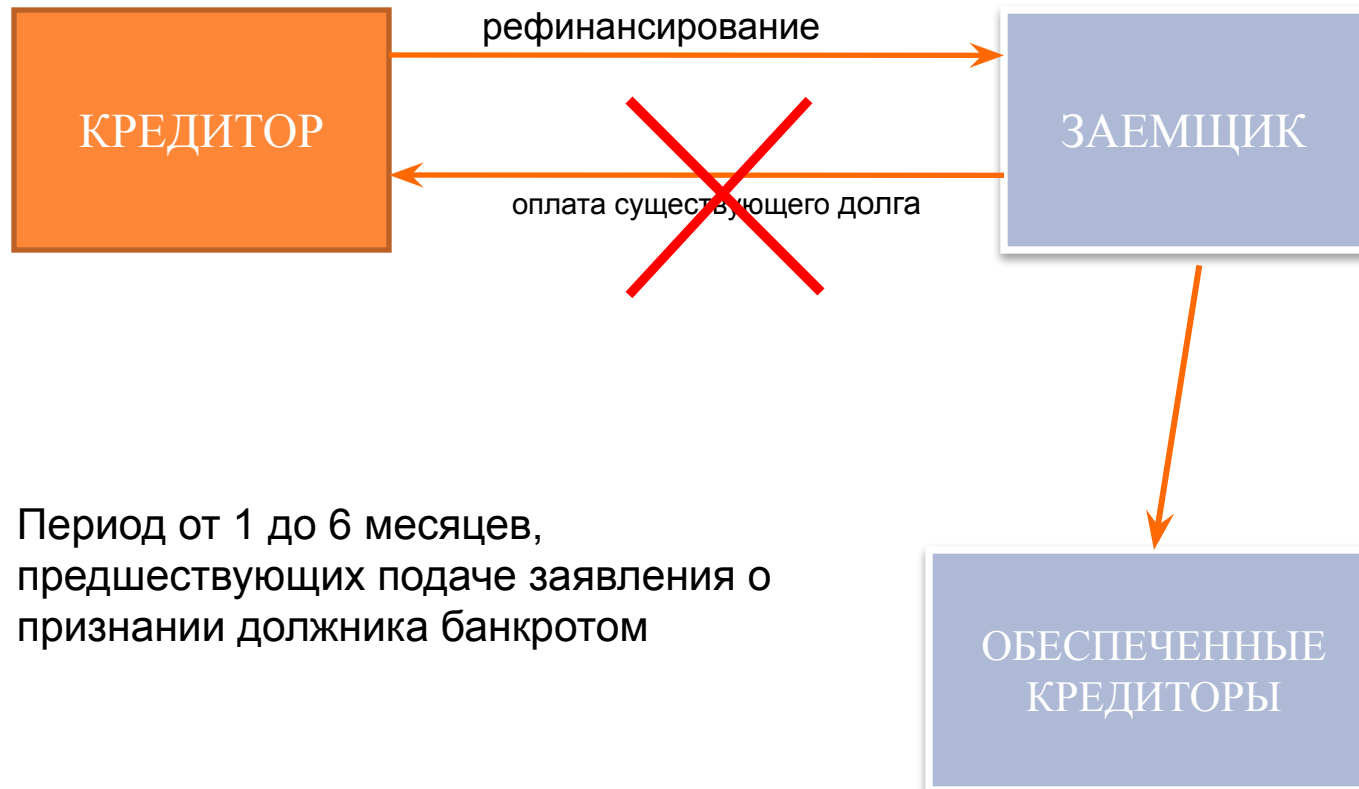 рефинансирование
КРЕДИТОР
ЗАЕМЩИК
оплата существующего долга
Период от 1 до 6 месяцев,
предшествующих подаче заявления о
признании должника банкротом
ОБЕСПЕЧЕННЫЕ
КРЕДИТОРЫ